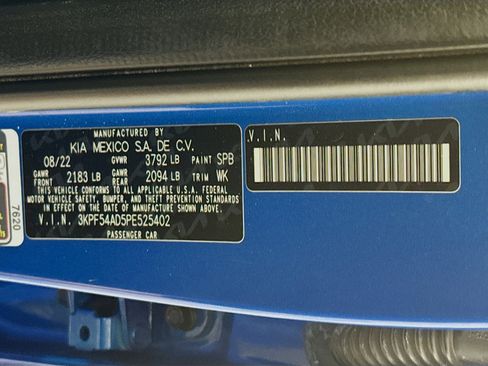 MFD BY
KIA MEXICO S.A. DE C.V.
08/22 GVWR 3792 LB PAINT SPB
GAWR FRONT 2183 LB GAWR REAR 2094 LB TRIM WK
THIS VEHICLE CONFORMS TO ALL APPLICABLE U.S.A. FEDERAL
MOTOR VEHICLE SAFETY, BUMPER, AND THEFT PREVENTION STANDARDS
IN EFFECT ON THE DATE OF MANUFACTURE SHOWN ABOVE.
V.I.N. 3KPF54AD5PE525402
PASSENGER CAR
V.I.N.
7620